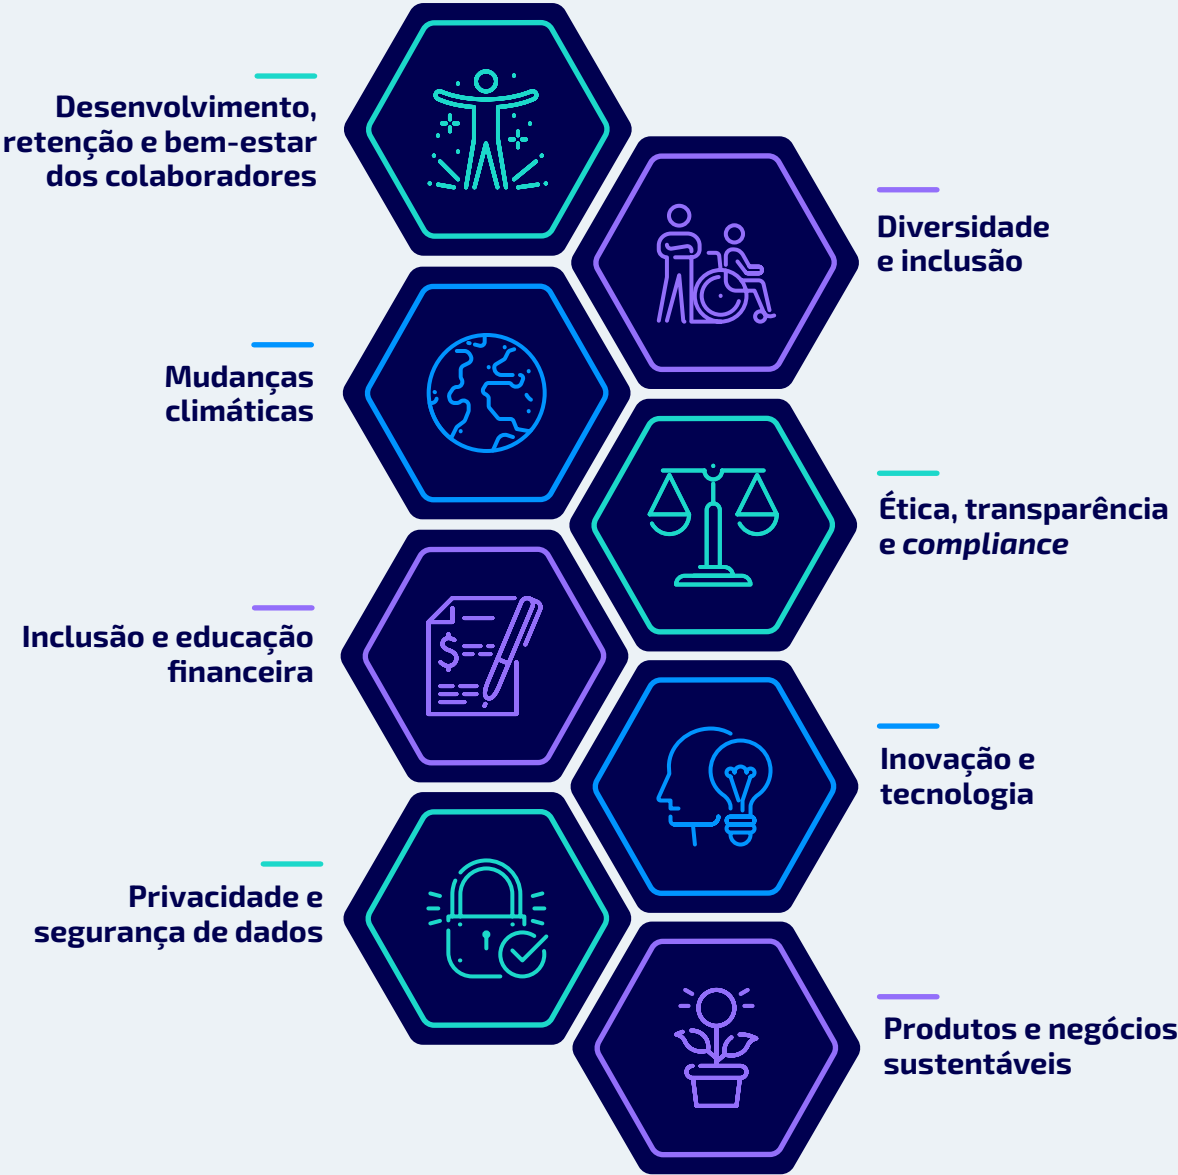 Desenvolvimento,
retenção e bem-estar
dos colaboradores
Diversidade
e inclusão
Mudanças
climáticas
Ética, transparência
e compliance
Inclusão e educação
financeira
$
Inovação e
tecnologia
Privacidade e
segurança de dados
Produtos e negócios
sustentáveis